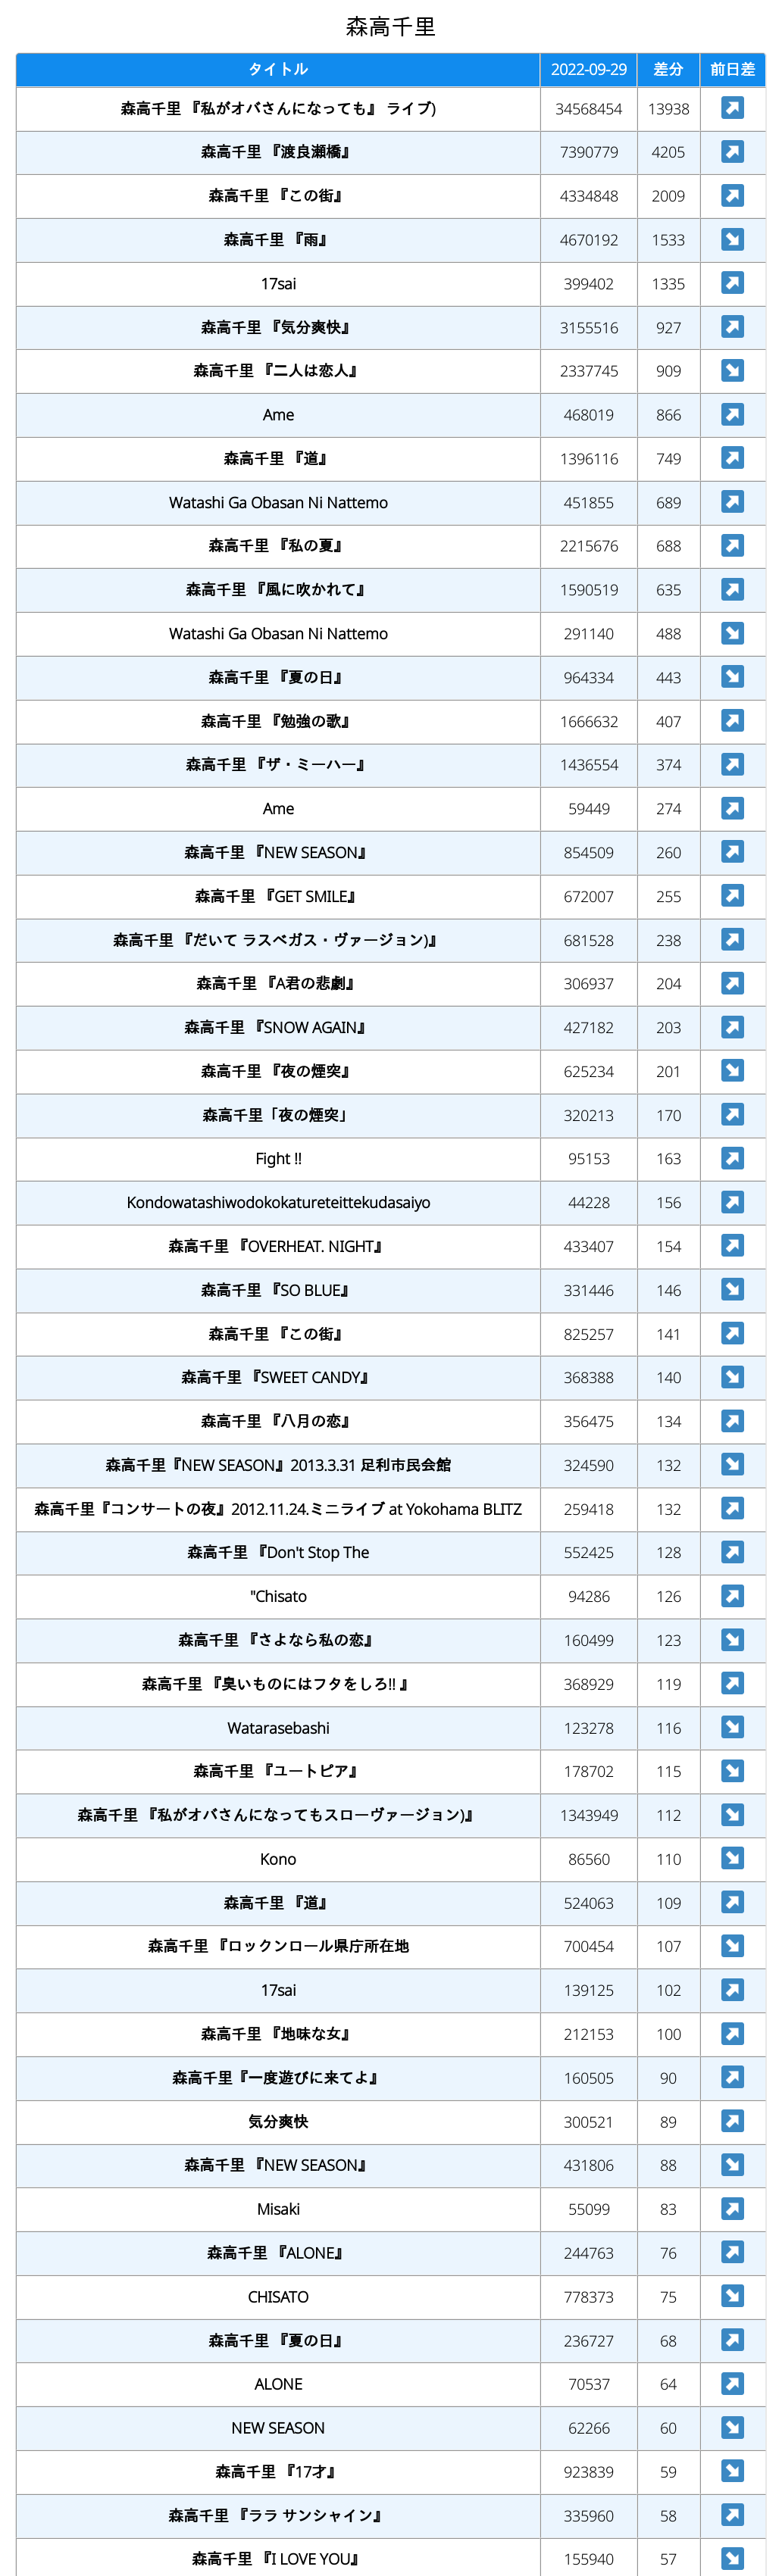 森高千里
タイトル 2022-09-29 差分 前日差
森高千里 『私がオバさんになっても』 ライブ) 34568454 13938
森高千里 『渡良瀬橋』 7390779 4205
森高千里 『この街』 4334848 2009
森高千里 『雨』 4670192 1533
17sai 399402 1335
森高千里 『気分爽快』 3155516 927
森高千里 『二人は恋人』 2337745 909
Ame 468019 866
森高千里 『道』 1396116 749
Watashi Ga Obasan Ni Nattemo 451855 689
森高千里 『私の夏』 2215676 688
森高千里 『風に吹かれて』 1590519 635
Watashi Ga Obasan Ni Nattemo 291140 488
森高千里 『夏の日』 964334 443
森高千里 『勉強の歌』 1666632 407
森高千里 『ザ・ミーハー』 1436554 374
Ame 59449 274
森高千里 『NEW SEASON』 854509 260
森高千里 『GET SMILE』 672007 255
森高千里 『だいて ラスベガス・ヴァージョン)』 681528 238
森高千里 『A君の悲劇』 306937 204
森高千里 『SNOW AGAIN』 427182 203
森高千里 『夜の煙突』 625234 201
森高千里「夜の煙突」 320213 170
Fight !! 95153 163
Kondowatashiwodokokatureteittekudasaiyo 44228 156
森高千里 『OVERHEAT. NIGHT』 433407 154
森高千里 『SO BLUE』 331446 146
森高千里 『この街』 825257 141
森高千里 『SWEET CANDY』 368388 140
森高千里 『八月の恋』 356475 134
森高千里『NEW SEASON』2013.3.31 足利市民会館 324590 132
森高千里『コンサートの夜』2012.11.24.ミニライブ at Yokohama BLITZ 259418 132
森高千里 『Don't Stop The 552425 128
"Chisato 94286 126
森高千里 『さよなら私の恋』 160499 123
森高千里 『臭いものにはフタをしろ!! 』 368929 119
Watarasebashi 123278 116
森高千里 『ユートピア』 178702 115
森高千里 『私がオバさんになってもスローヴァージョン)』 1343949 112
Kono 86560 110
森高千里 『道』 524063 109
森高千里 『ロックンロール県庁所在地 700454 107
17sai 139125 102
森高千里 『地味な女』 212153 100
森高千里『一度遊びに来てよ』 160505 90
気分爽快 300521 89
森高千里 『NEW SEASON』 431806 88
Misaki 55099 83
森高千里 『ALONE』 244763 76
CHISATO 778373 75
森高千里 『夏の日』 236727 68
ALONE 70537 64
NEW SEASON 62266 60
森高千里 『17才』 923839 59
森高千里 『ララ サンシャイン』 335960 58
森高千里 『I LOVE YOU』 155940 57